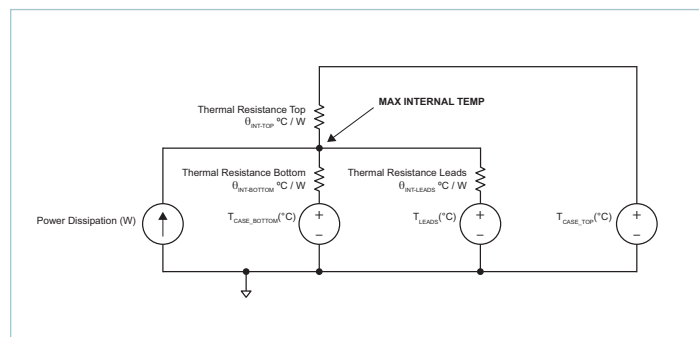 Thermal Resistance Top
θINT-TOP ºC / W
MAX INTERNAL TEMP
Thermal Resistance Bottom
θINT-BOTTOM ºC / W
Thermal Resistance Leads
θINT-LEADS ºC / W
Power Dissipation (W)
TCASE_BOTTOM(°C)
TLEADS(°C)
TCASE_TOP(°C)
+
–
+
–
+
–